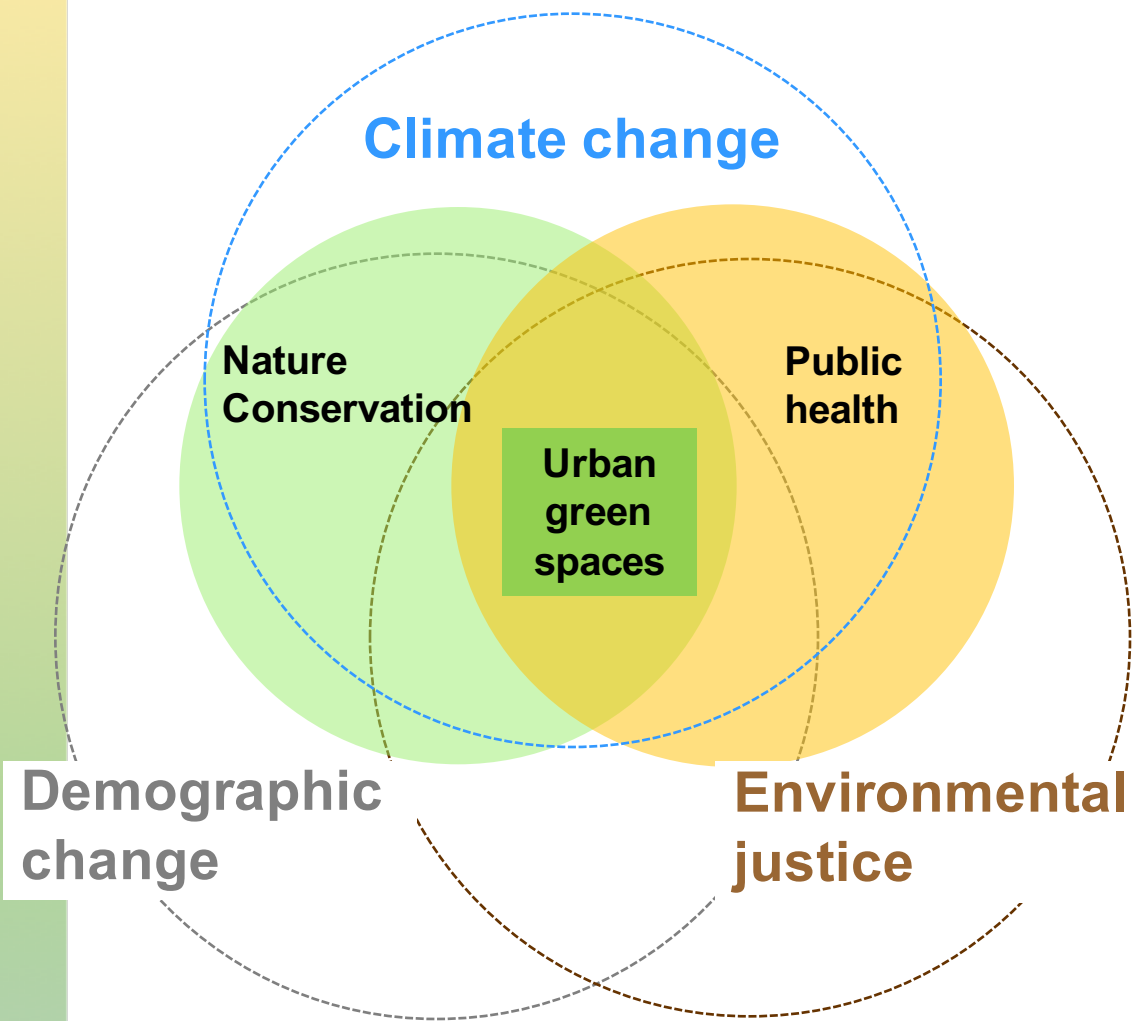 Climate change
Nature
Conservation
Public
health
Urban
green
spaces
Demographic
change
Environmental
justice